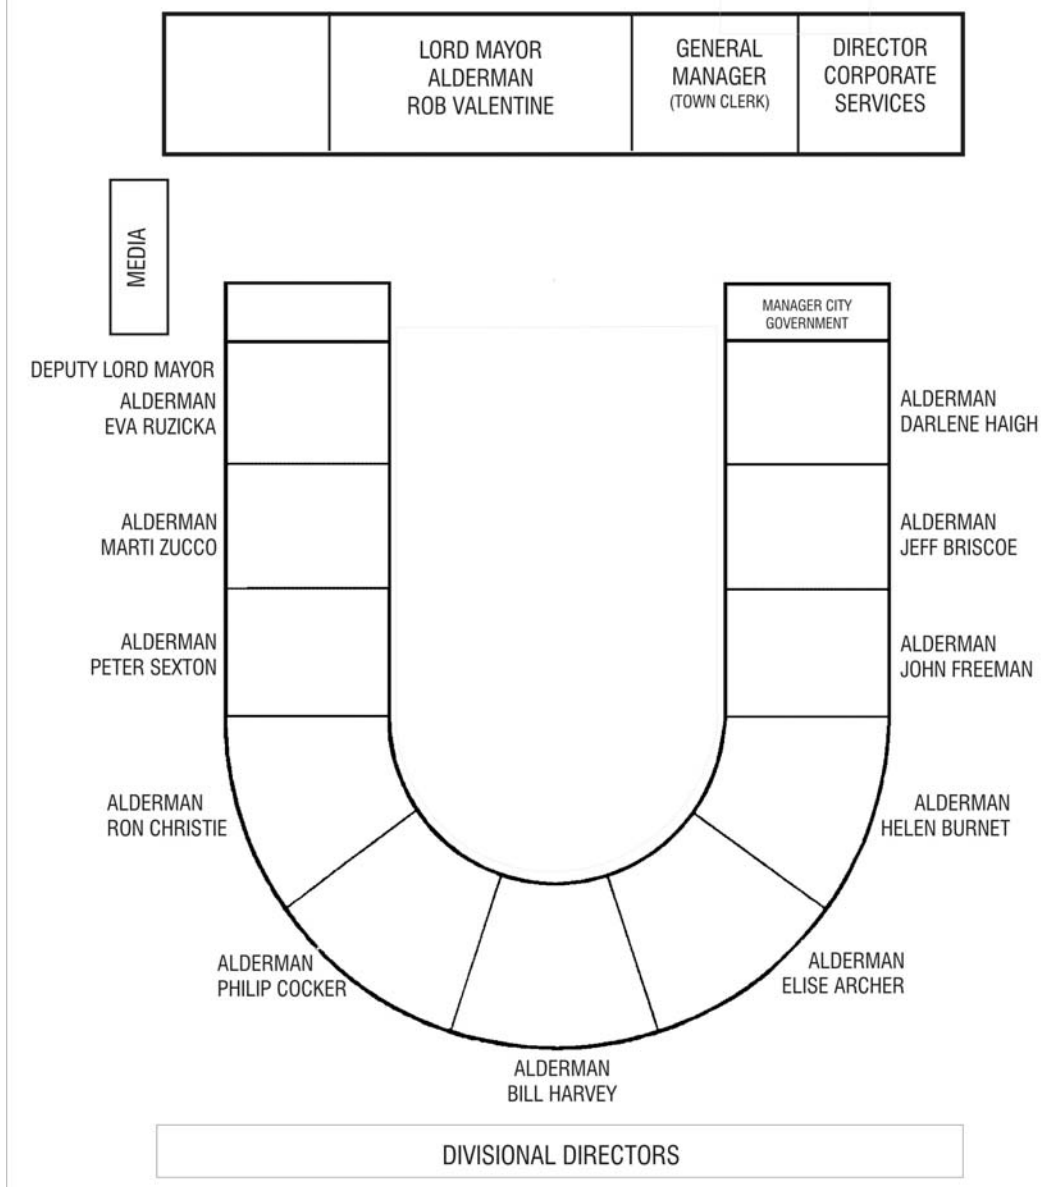 LORD MAYOR
ALDERMAN
ROB VALENTINE
GENERAL
MANAGER
(TOWN CLERK)
DIRECTOR
CORPORATE
SERVICES
MEDIA
MANAGER CITY
GOVERNMENT
DEPUTY LORD MAYOR
ALDERMAN
EVA RUZICKA
ALDERMAN
DARLENE HAIGH
ALDERMAN
MARTI ZUCCO
ALDERMAN
JEFF BRISCOE
ALDERMAN
PETER SEXTON
ALDERMAN
JOHN FREEMAN
ALDERMAN
RON CHRISTIE
ALDERMAN
HELEN BURNET
ALDERMAN
PHILIP COCKER
ALDERMAN
ELISE ARCHER
ALDERMAN
BILL HARVEY
DIVISIONAL DIRECTORS